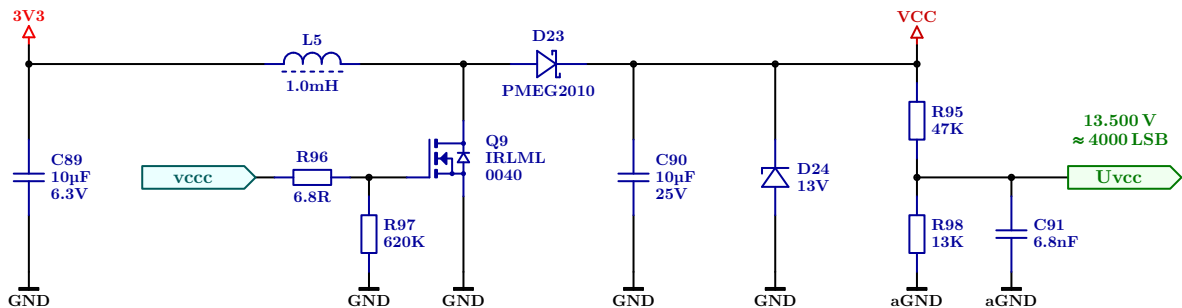 3V3
L5
1.0mH
D23
PMEG2010
VCC
C89
10µF
6.3V
vccc
R96
6.8R
R97
620K
Q9
IRLML
0040
C90
10µF
25V
D24
13V
R95
47K
R98
13K
C91
6.8nF
13.500 V
≈ 4000 LSB
Uvcc
GND
GND
GND
GND
GND
aGND
aGND